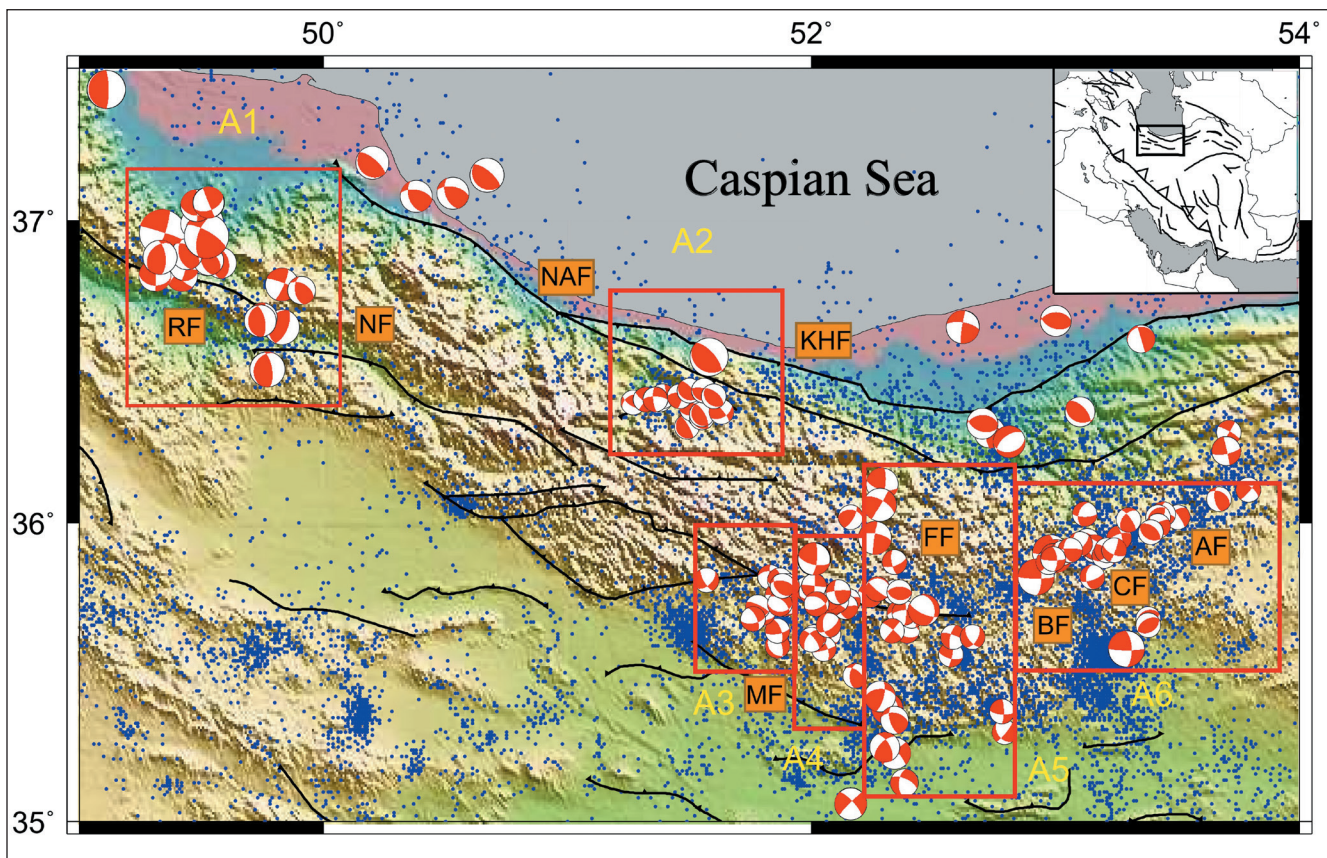 50° 52° 54°
A1
Caspian Sea
37°
A2
NAF
RF NF KHF
36°
FF AF
CF
BF
A3 MF A6
A4 A5
35°